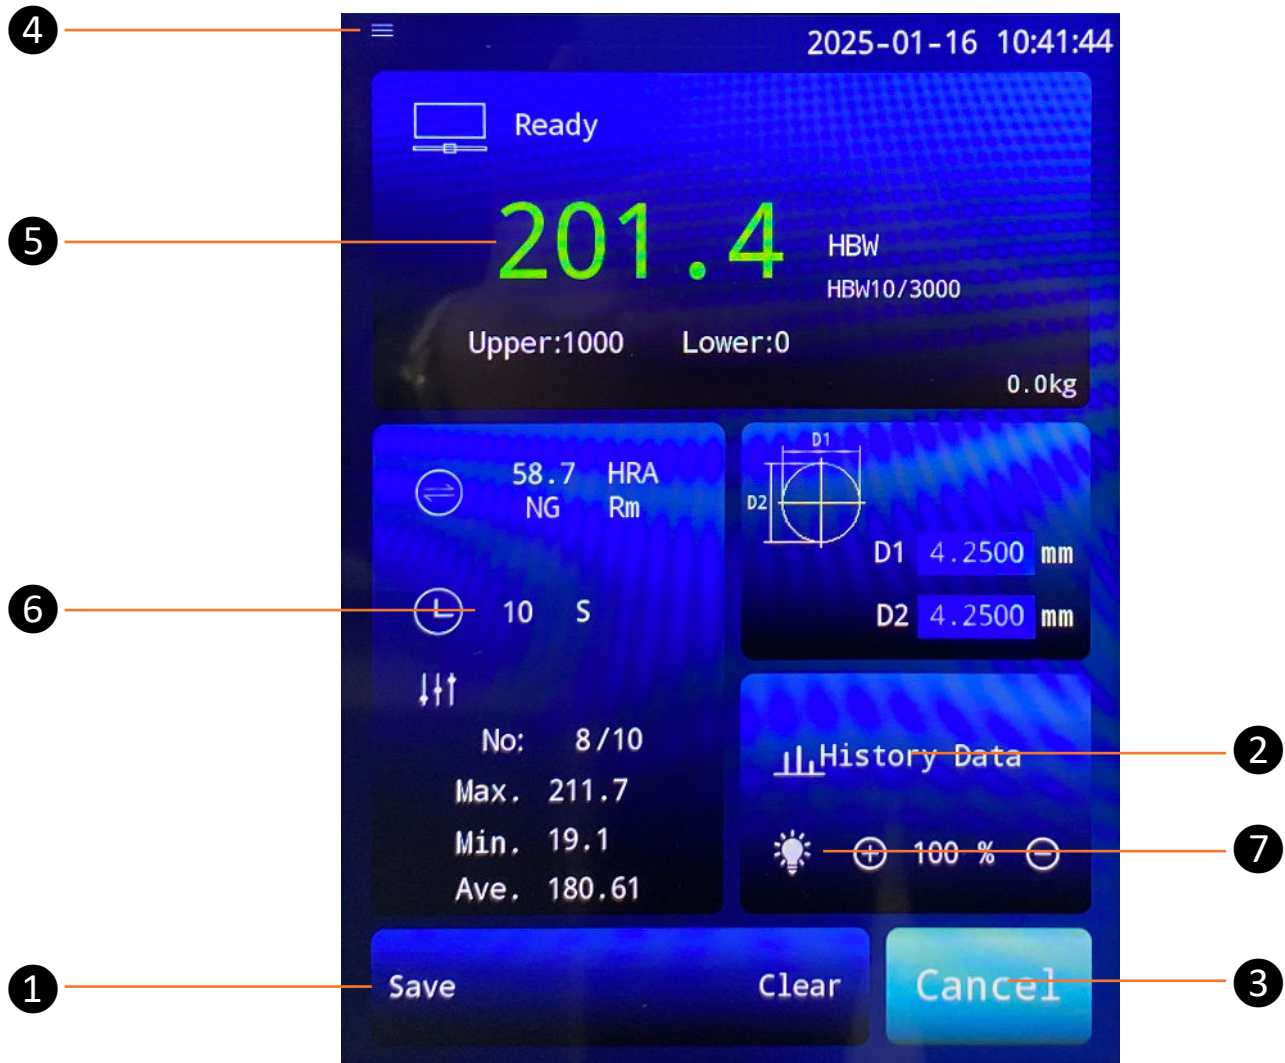 4
2025-01-16 10:41:44
Ready
5
201.4 HBW
HBW10/3000
Upper:1000 Lower:0
0.0kg
58.7 HRA
NG Rm
D1
D2
D1 4.2500 mm
6
10 S
D2 4.2500 mm
No: 8/10
Max. 211.7
Min. 19.1
Ave. 180.61
History Data
2
100 %
7
1
Save Clear
Cancel
3